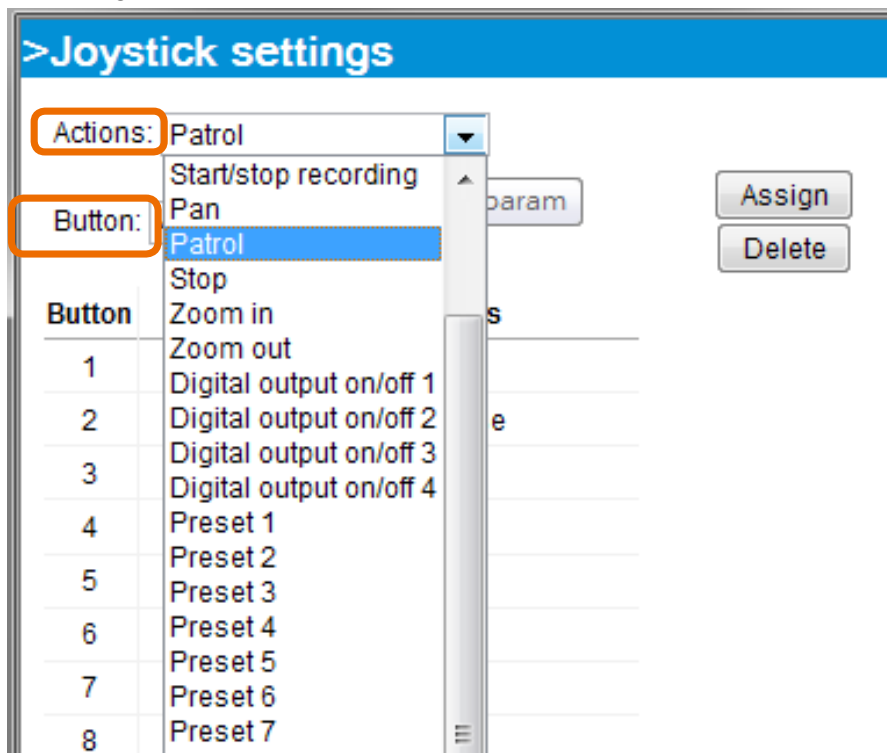 >Joystick settings
Actions: Patrol
Start/stop recording
Button: Pan param Assign
Patrol Delete
Stop
Button Zoom in s
Zoom out
1
Digital output on/off 1
2 Digital output on/off 2 e
Digital output on/off 3
3
Digital output on/off 4
4 Preset 1
Preset 2
5 Preset 3
6 Preset 4
Preset 5
7 Preset 6
8 Preset 7